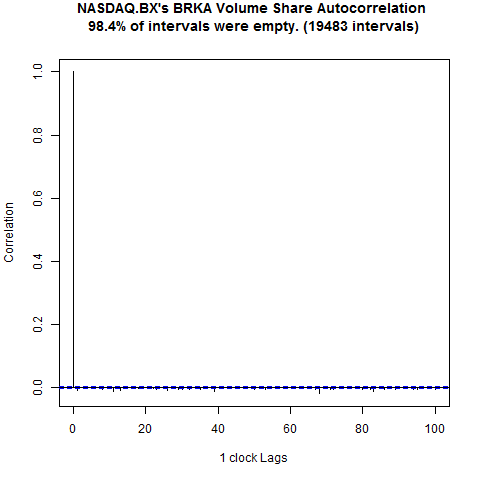 NASDAQ.BX's BRKA Volume Share Autocorrelation
98.4% of intervals were empty. (19483 intervals)
1.0
0.8
0.6
0.4
0.2
0.0
Correlation
0 20 40 60 80 100
1 clock Lags